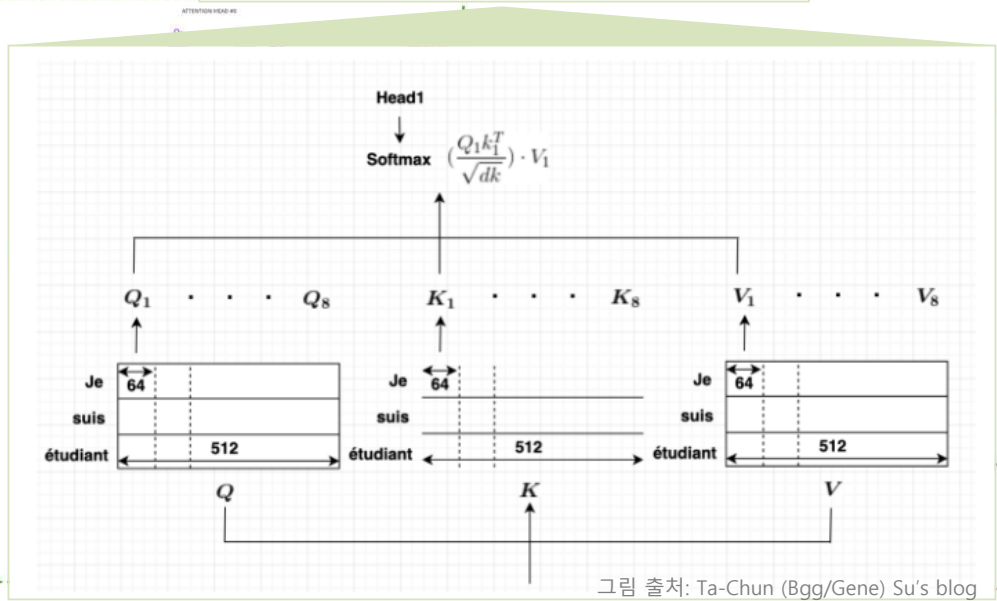 ATTENTION HEAD #0
Head1
Softmax (Q₁k₁ᵀ/√dk) · V₁
Q₁ · · · Q₈ K₁ · · · K₈ V₁ · · · V₈
Je 64 Je 64 Je 64
suis suis suis
étudiant 512 étudiant 512 étudiant 512
Q K V
그림 출처: Ta-Chun (Bgg/Gene) Su's blog